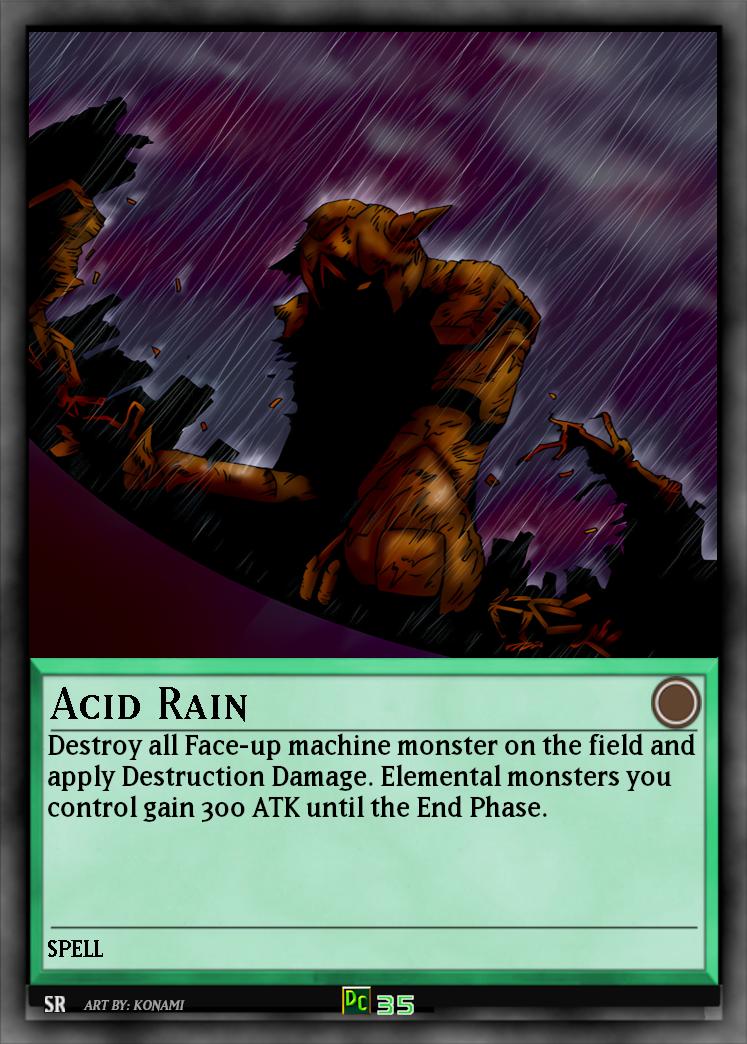 Acid Rain
Destroy all Face-up machine monster on the field and
apply Destruction Damage. Elemental monsters you
control gain 300 ATK until the End Phase.
SPELL
SR ART BY: KONAMI PC 35